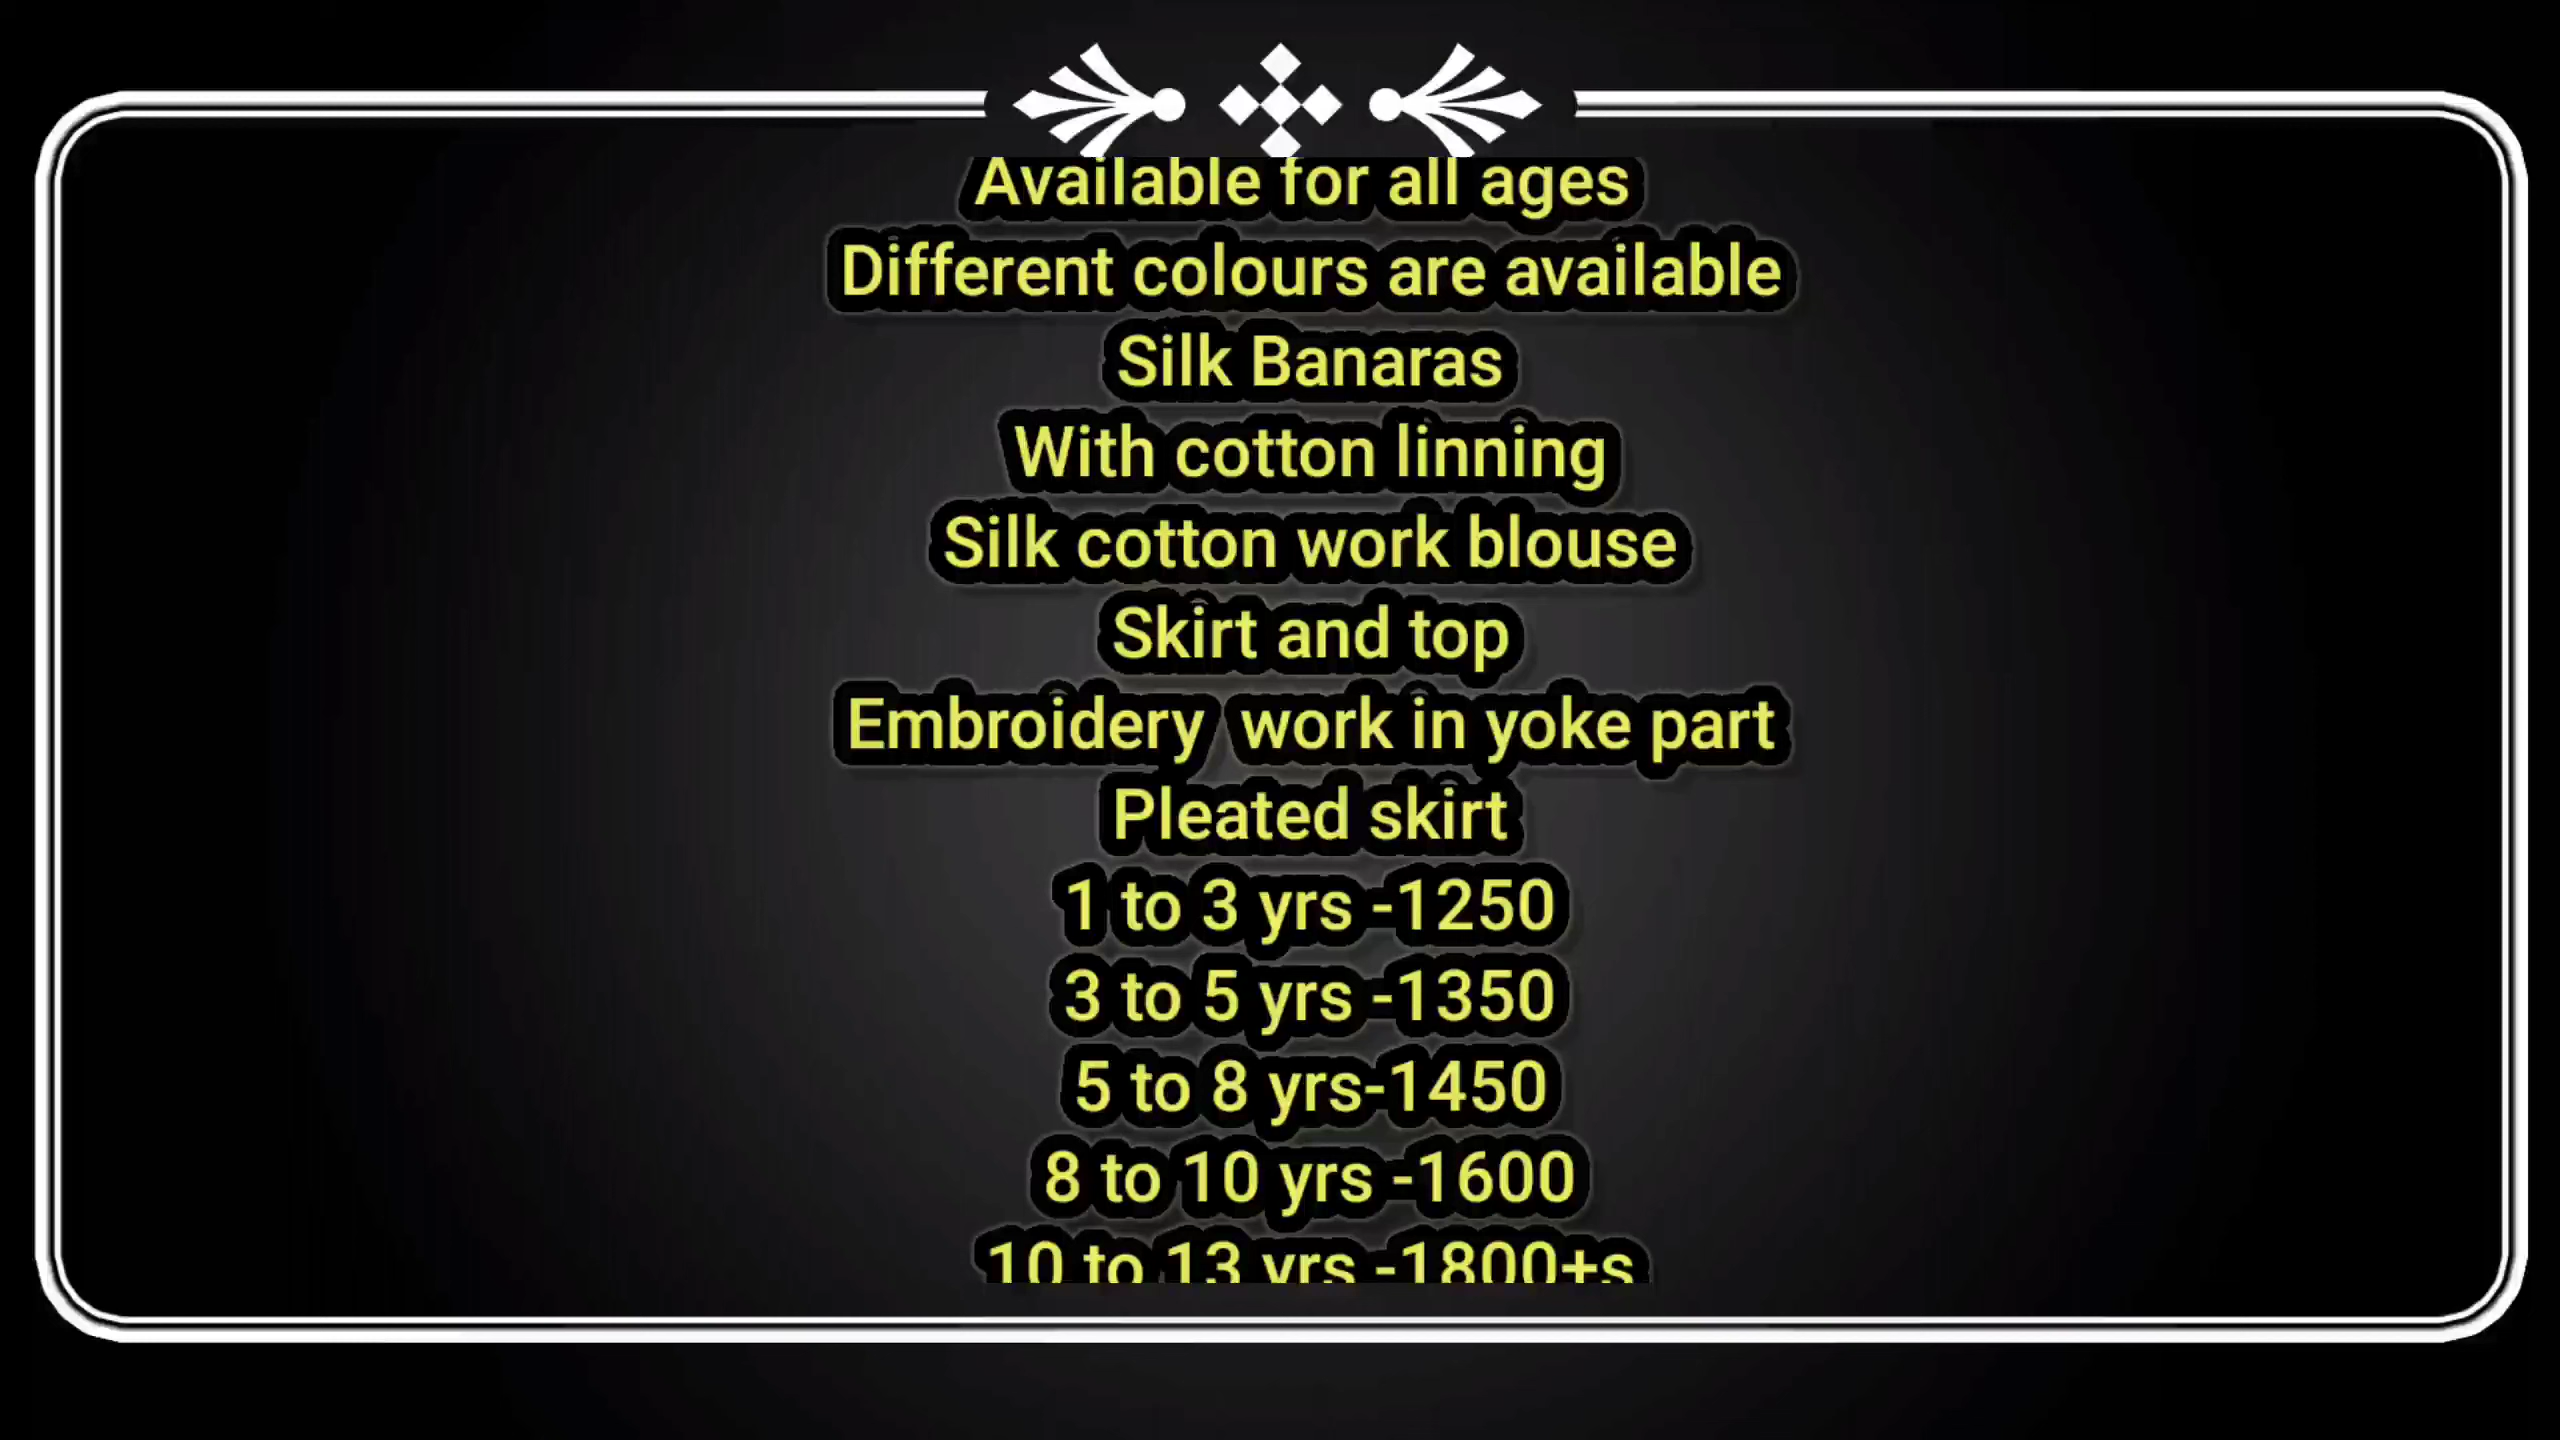 Available for all ages
Different colours are available
Silk Banaras
With cotton linning
Silk cotton work blouse
Skirt and top
Embroidery  work in yoke part
Pleated skirt
1 to 3 yrs -1250
3 to 5 yrs -1350
5 to 8 yrs-1450
8 to 10 yrs -1600
10 to 13 yrs -1800+s